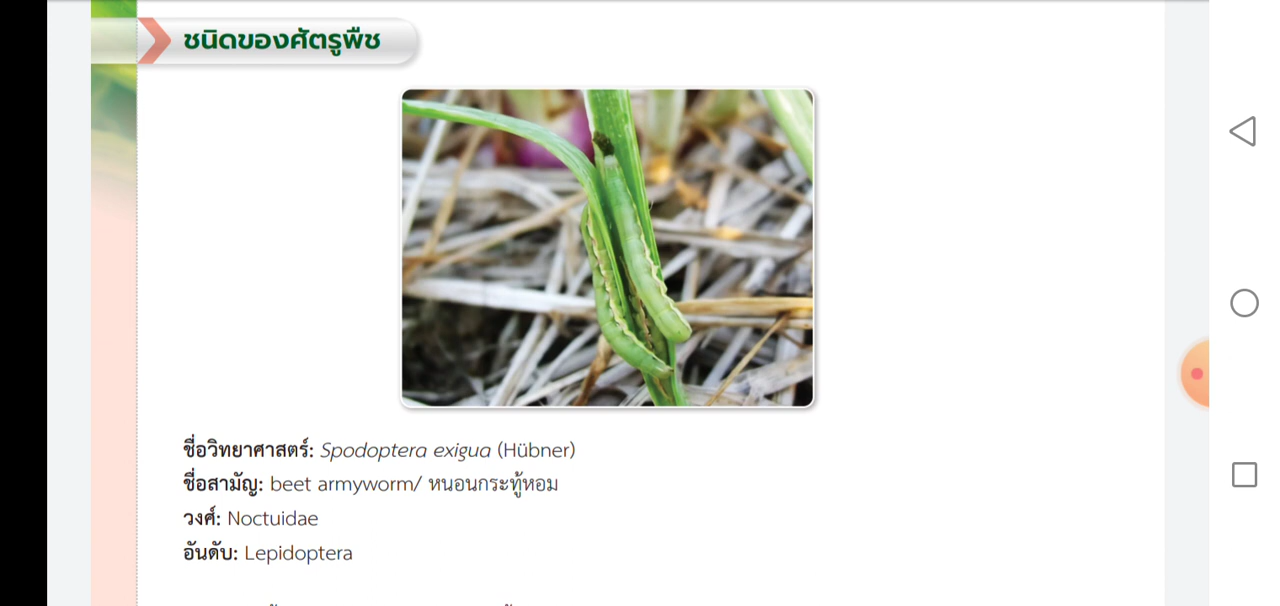 ชนิดของศัตรูพืช
ชื่อวิทยาศาสตร์: Spodoptera exigua (Hübner)
ชื่อสามัญ: beet armyworm/ หนอนกระทู้หอม
วงศ์: Noctuidae
อันดับ: Lepidoptera